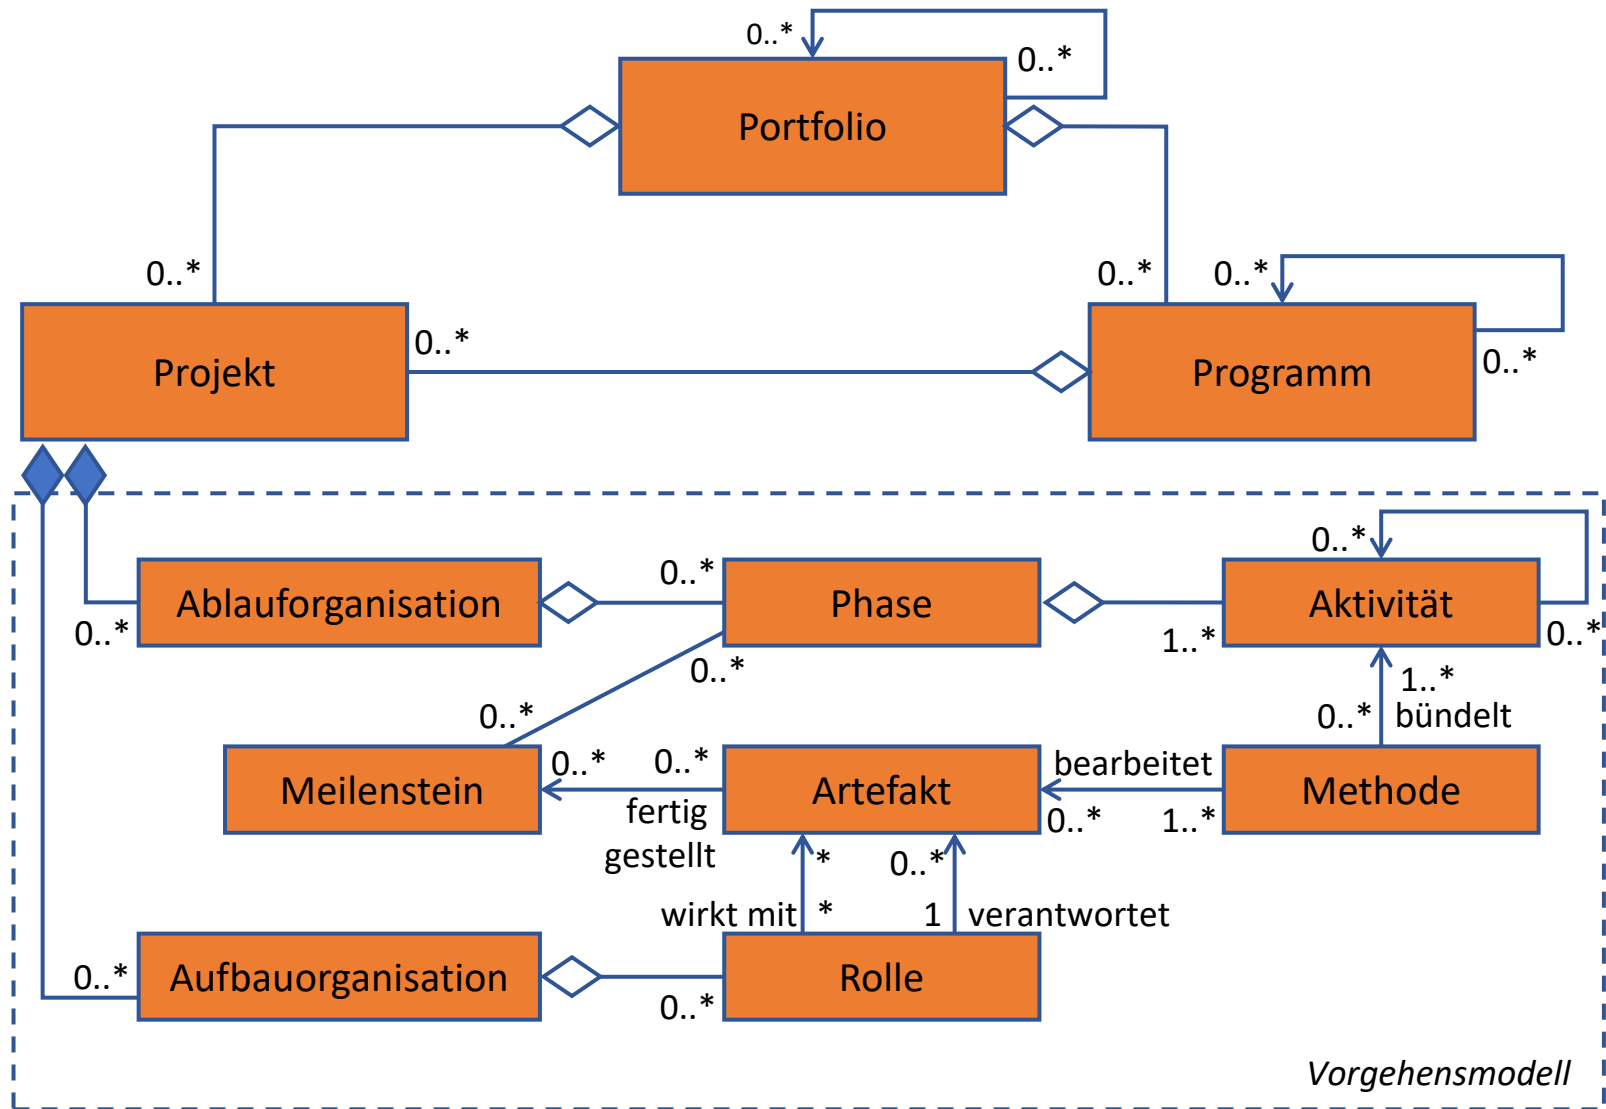 0..*
0..*
Portfolio
0..*
0..*
0..*
Projekt
0..*
Programm
0..*
0..*
Ablauforganisation
0..*
Phase
0..*
Aktivität
0..*
1..*
0..*
0..*
0..*
1..*
bündelt
0..*
Meilenstein
0..*
0..*
fertig
gestellt
Artefakt
bearbeitet
0..*
1..*
Methode
*
0..*
wirkt mit
*
1
verantwortet
0..*
Aufbauorganisation
0..*
Rolle
Vorgehensmodell